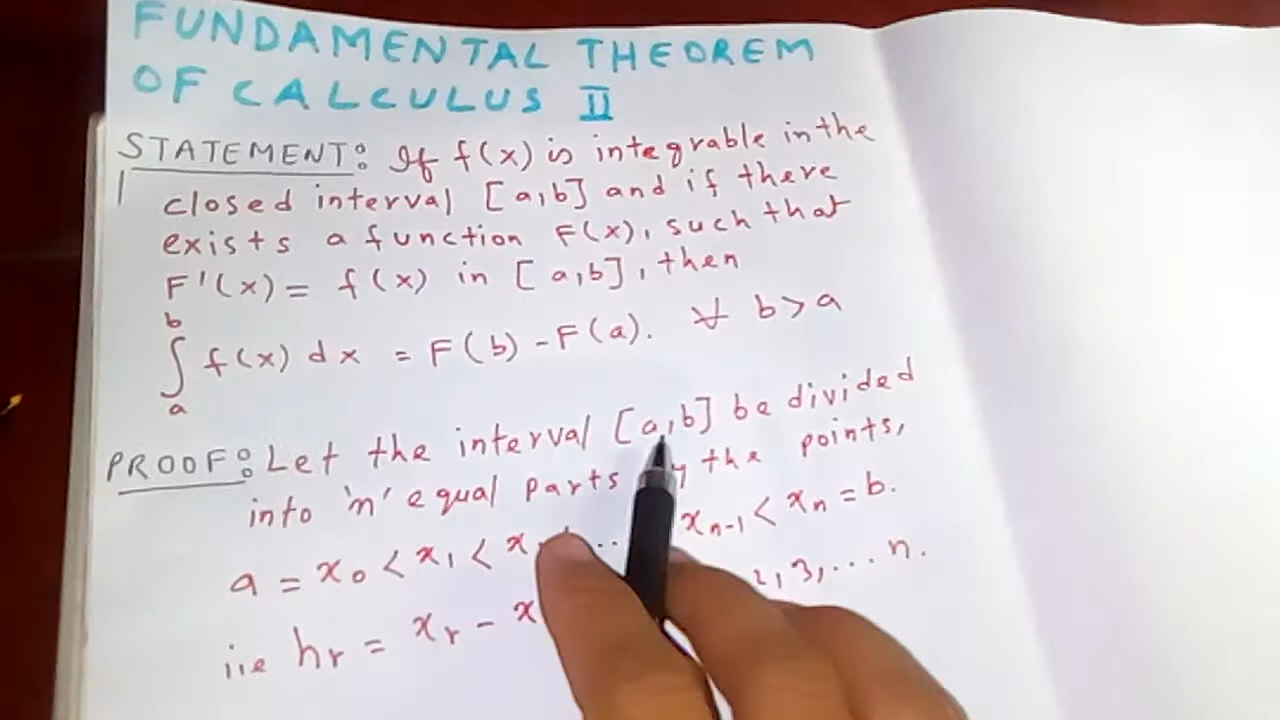 FUNDAMENTAL THEOREM
OF CALCULUS II
STATEMENT: If f(x) is integrable in the
closed interval [a,b] and if there
exists a function F(x), such that
F'(x) = f(x) in [a,b], then
∫_a^b f(x) dx = F(b) - F(a). ∀ b > a
PROOF: Let the interval [a,b] be divided
into 'n' equal parts the points,
a = x₀ < x₁ < x ... xₙ₋₁ < xₙ = b.
i.e hᵣ = xᵣ - x 2, 3, ... n.